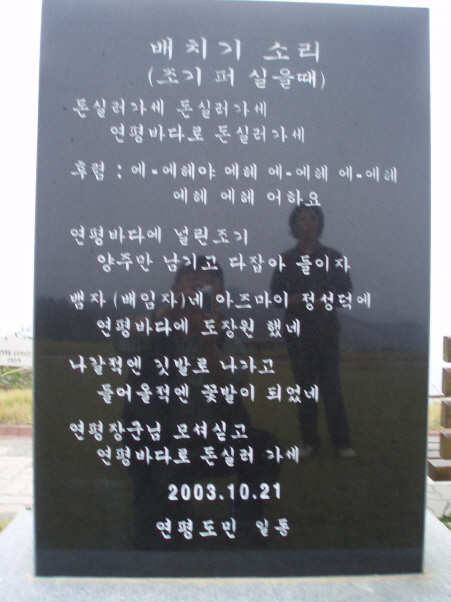 배치기 소리
(조기 퍼 실을때)
돈실러가세 돈실러가세
연평바다로 돈실러가세
후렴 : 에-에헤야 에헤 에-에헤 에-에헤
에헤 에헤 어하요
연평바다에 널린조기
양주만 남기고 다잡아 들이자
뱀자(배임자)네 아즈마이 정성덕에
연평바다에 도장원 했네
나갈적엔 깃발로 나가고
들어올적엔 꽃발이 되었네
연평장군님 모셔싣고
연평바다로 돈실러 가세
2003.10.21
연평도민 일동